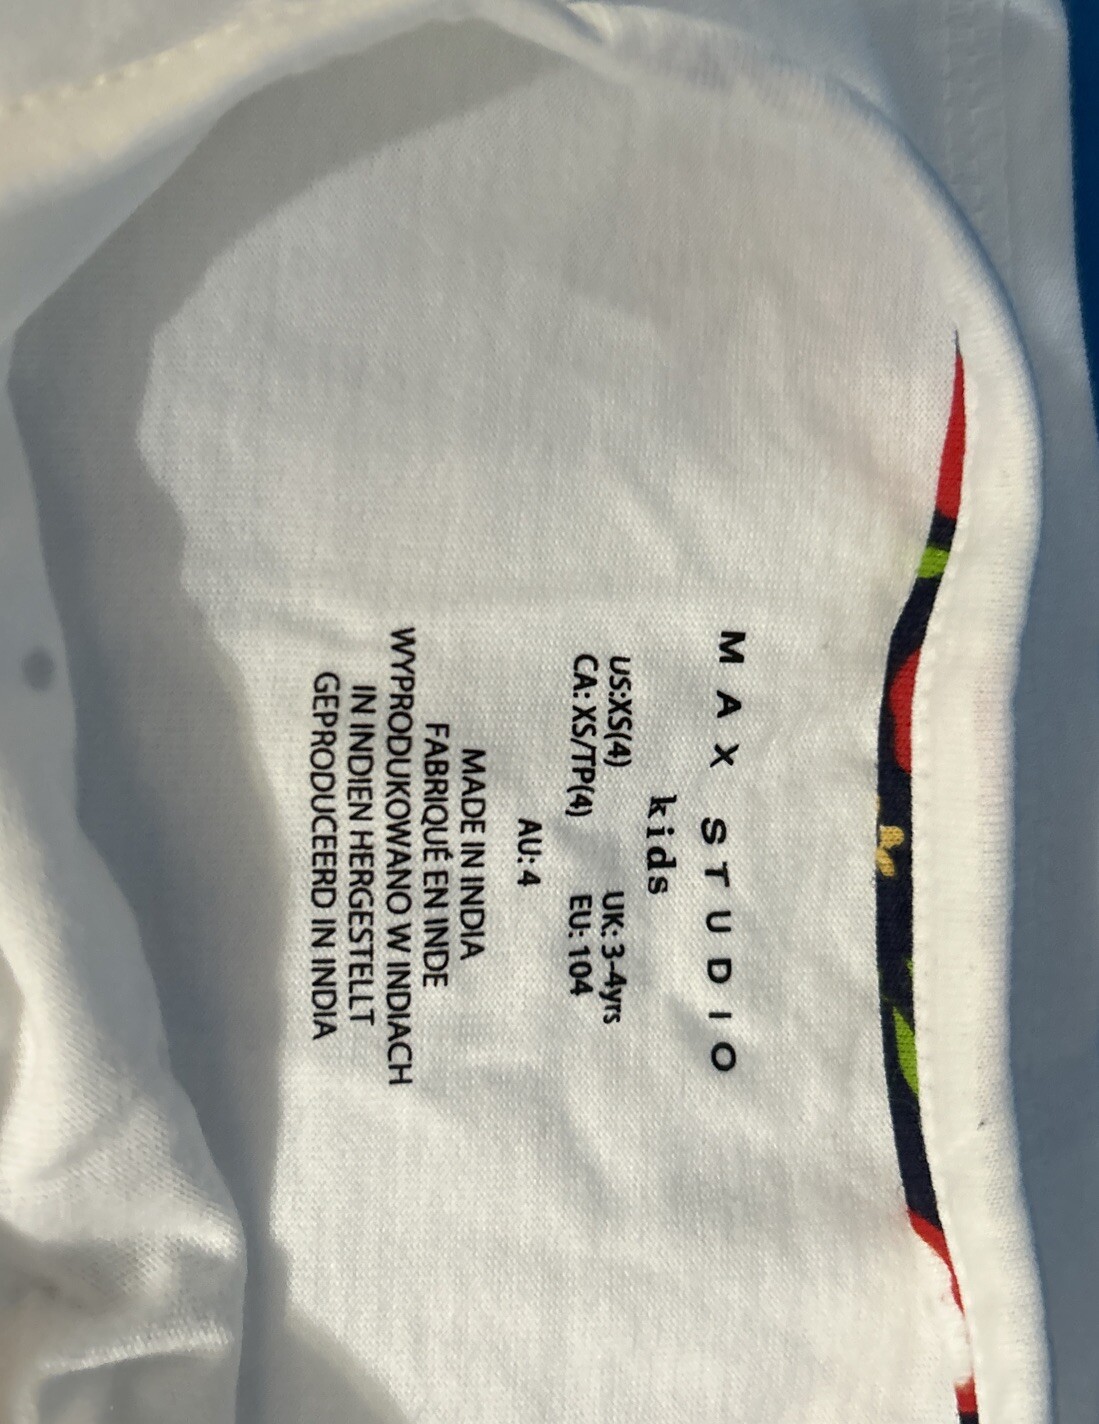 MAX STUDIO
kids
US:XS(4) UK: 3-4yrs
CA: XS/TP(4) EU: 104
AU: 4
MADE IN INDIA
FABRIQUÉ EN INDE
WYPRODUKOWANO W INDIACH
IN INDIEN HERGESTELLT
GEPRODUCEERD IN INDIA